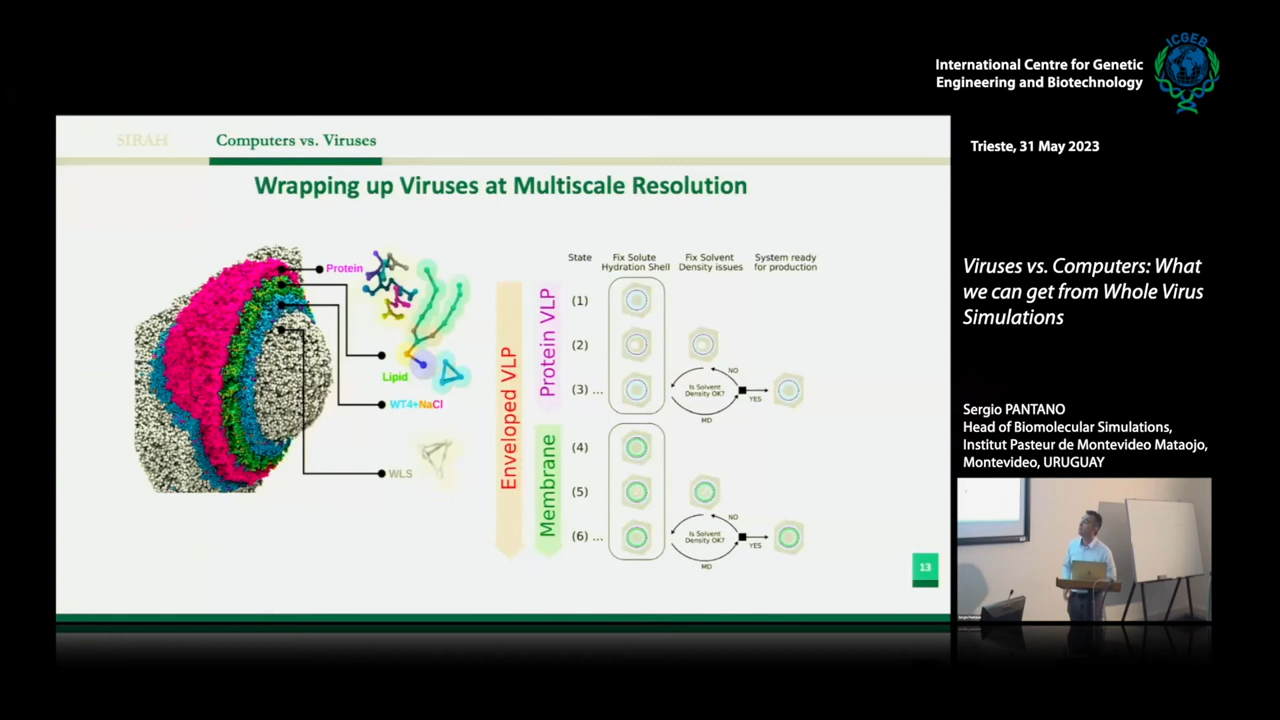 ICGEB
International Centre for Genetic
Engineering and Biotechnology
Trieste, 31 May 2023
Viruses vs. Computers: What
we can get from Whole Virus
Simulations
Sergio PANTANO
Head of Biomolecular Simulations,
Institut Pasteur de Montevideo Mataojo,
Montevideo, URUGUAY
SIRAH
Computers vs. Viruses
Wrapping up Viruses at Multiscale Resolution
Protein
Lipid
WT4+NaCl
WLS
Enveloped VLP
Protein VLP
Membrane
State
Fix Solute
Hydration Shell
Fix Solvent
Density issues
System ready
for production
(1)
(2)
(3) ...
NO
Is Solvent
Density OK?
YES
MD
(4)
(5)
(6) ...
NO
Is Solvent
Density OK?
YES
MD
13
Sergio Pantano